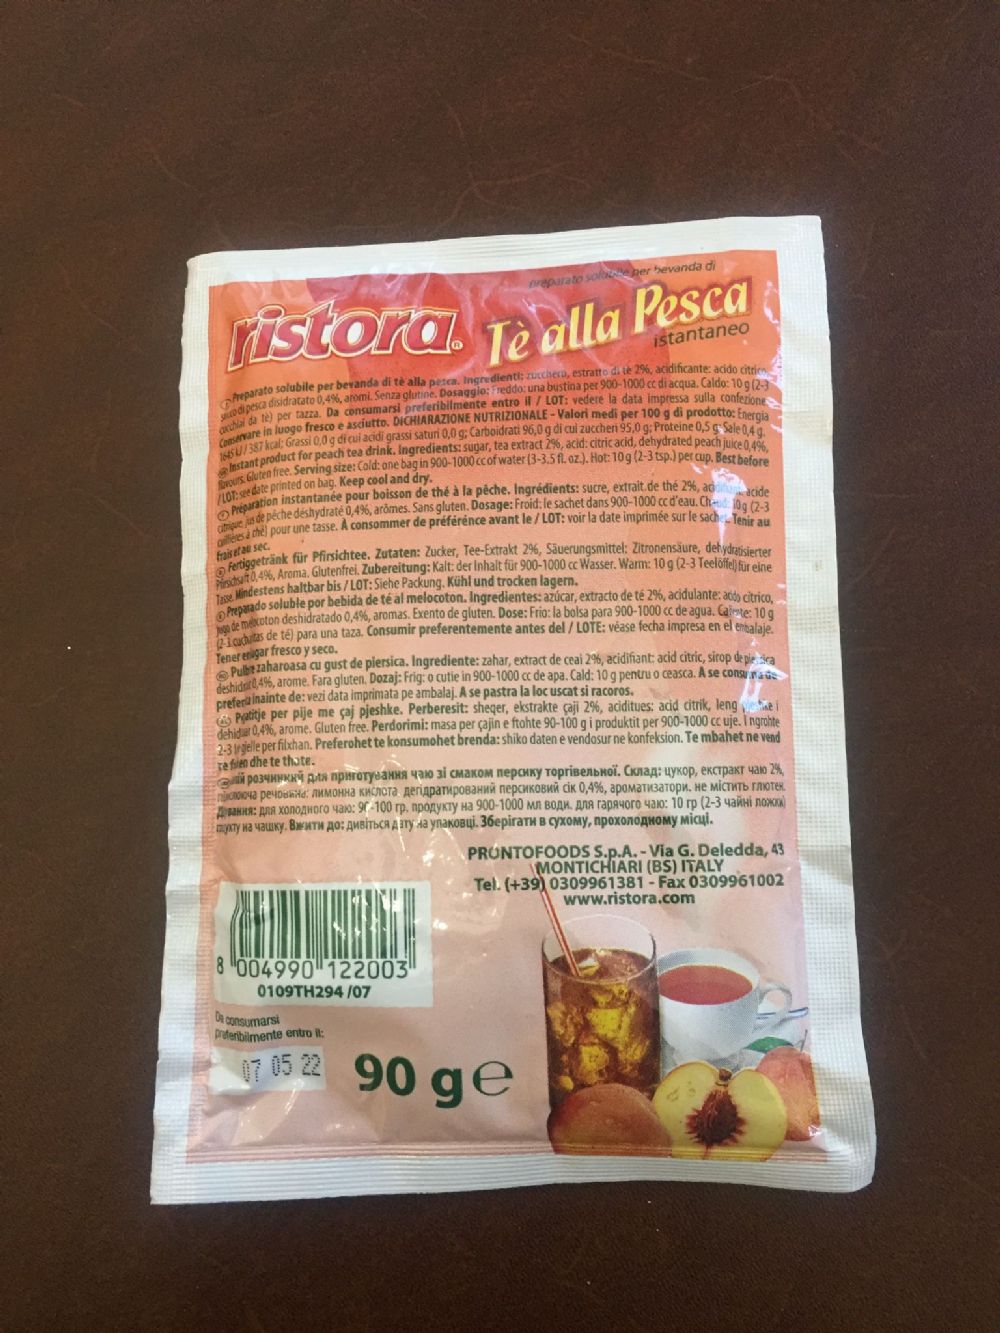 preparato solubile per bevanda di
ristora®
Tè alla Pesca
istantaneo
Preparato solubile per bevanda di tè alla pesca. Ingredienti: zucchero, estratto di tè 2%, acidificante: acido citrico,
succo di pesca disidratato 0,4%, aromi. Senza glutine. Dosaggio: Freddo: una bustina per 900-1000 cc di acqua. Caldo: 10 g (2-3
cucchiai da tè) per tazza. Da consumarsi preferibilmente entro il / LOT: vedere la data impressa sulla confezione
Conservare in luogo fresco e asciutto. DICHIARAZIONE NUTRIZIONALE - Valori medi per 100 g di prodotto: Energia
1645 kJ / 387 kcal; Grassi 0,0 g di cui acidi grassi saturi 0,0 g; Carboidrati 96,0 g di cui zuccheri 95,0 g; Proteine 0,5 g; Sale 0,4 g.
Instant product for peach tea drink. Ingredients: sugar, tea extract 2%, acid: citric acid, dehydrated peach juice 0,4%,
flavours. Gluten free. Serving size: Cold: one bag in 900-1000 cc of water (3-3.5 fl. oz.). Hot: 10 g (2-3 tsp.) per cup. Best before
/ LOT: see date printed on bag. Keep cool and dry.
Préparation instantanée pour boisson de thé à la pêche. Ingrédients: sucre, extrait de thé 2%, acidifiant: acide
citrique, jus de pêche déshydraté 0,4%, arômes. Sans gluten. Dosage: Froid: le sachet dans 900-1000 cc d'eau. Chaud: 10 g (2-3
cuillières à thé) pour une tasse. À consommer de préférence avant le / LOT: voir la date imprimée sur le sachet. Tenir au
frais et au sec.
Fertiggetränk für Pfirsichtee. Zutaten: Zucker, Tee-Extrakt 2%, Säuerungsmittel: Zitronensäure, dehydratisierter
Pfirsichsaft 0,4%, Aroma. Glutenfrei. Zubereitung: Kalt: der Inhalt für 900-1000 cc Wasser. Warm: 10 g (2-3 Teelöffel) für eine
Tasse. Mindestens haltbar bis / LOT: Siehe Packung. Kühl und trocken lagern.
Preparado soluble por bebida de té al melocoton. Ingredientes: azúcar, extracto de té 2%, acidulante: acido cítrico,
jugo de melocoton deshidratado 0,4%, aromas. Exento de gluten. Dose: Frio: la bolsa para 900-1000 cc de agua. Caliente: 10 g
(2-3 cucharitas de té) para una taza. Consumir preferentemente antes del / LOTE: véase fecha impresa en el embalaje.
Tener en lugar fresco y seco.
Pulbre zaharoasa cu gust de piersica. Ingrediente: zahar, extract de ceai 2%, acidifiant: acid citric, sirop de piersica
deshidrat 0,4%, arome. Fara gluten. Dozaj: Frig: o cutie in 900-1000 cc de apa. Cald: 10 g pentru o ceasca. A se consuma de
preferta inainte de: vezi data imprimata pe ambalaj. A se pastra la loc uscat si racoros.
Pijatitje per pije me çaj pjeshke. Perberesit: sheqer, ekstrakte çaji 2%, aciditues: acid citrik, leng pjeshke i
dehidiuar 0,4%, arome. Gluten free. Perdorimi: masa per çajin e ftohte 90-100 g i produktit per 900-1000 cc uje. I ngrohte
2-3 lrgjelle per filxhan. Preferohet te konsumohet brenda: shiko daten e vendosur ne konfeksion. Te mbahet ne vend
te fresh dhe te thate.
розчинний для приготування чаю зі смаком персику торгівельної. Склад: цукор, екстракт чаю 2%,
речовина: лимонна кислота, дегідратирований персиковий сік 0,4%, ароматизатори. не містить глютен.
для холодного чаю: 90-100 гр. продукту на 900-1000 мл води. для гарячого чаю: 10 гр (2-3 чайні ложки)
продукту на чашку. Вжити до: дивіться дату на упаковці. Зберігати в сухому, прохолодному місці.
PRONTOFOODS S.p.A. - Via G. Deledda, 43
MONTICHIARI (BS) ITALY
Tel. (+39) 0309961381 - Fax 0309961002
www.ristora.com
8 004990 122003
0109TH294 /07
Da consumarsi
preferibilmente entro il:
07 05 22
90 g ℮